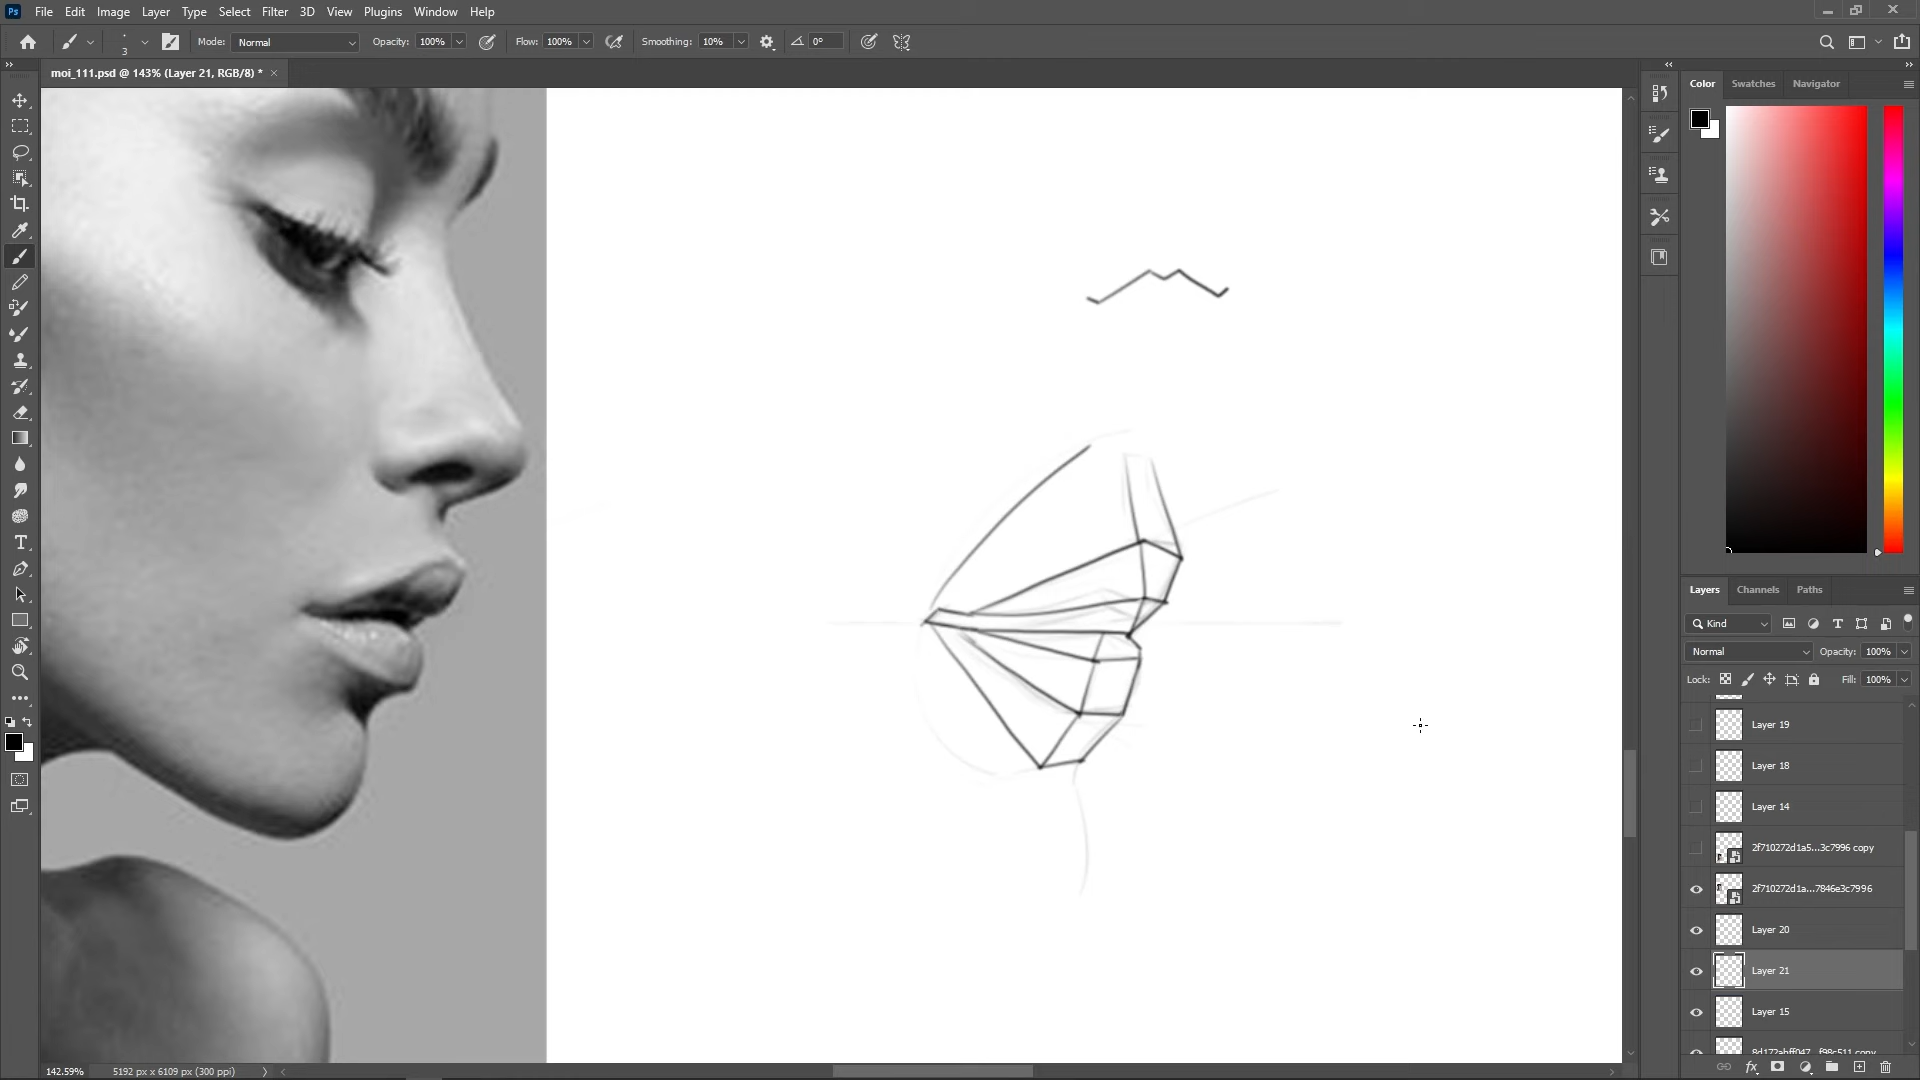 Ps File Edit Image Layer Type Select Filter 3D View Plugins Window Help
3 Mode: Normal Opacity: 100% Flow: 100% Smoothing: 10% 0°
moi_111.psd @ 143% (Layer 21, RGB/8) *
Color Swatches Navigator
Layers Channels Paths
Kind
Normal Opacity: 100%
Lock: Fill: 100%
Layer 19
Layer 18
Layer 14
2f710272d1a5...3c7996 copy
2f710272d1a...7846e3c7996
Layer 20
Layer 21
Layer 15
142.59% 5192 px x 6109 px (300 ppi)